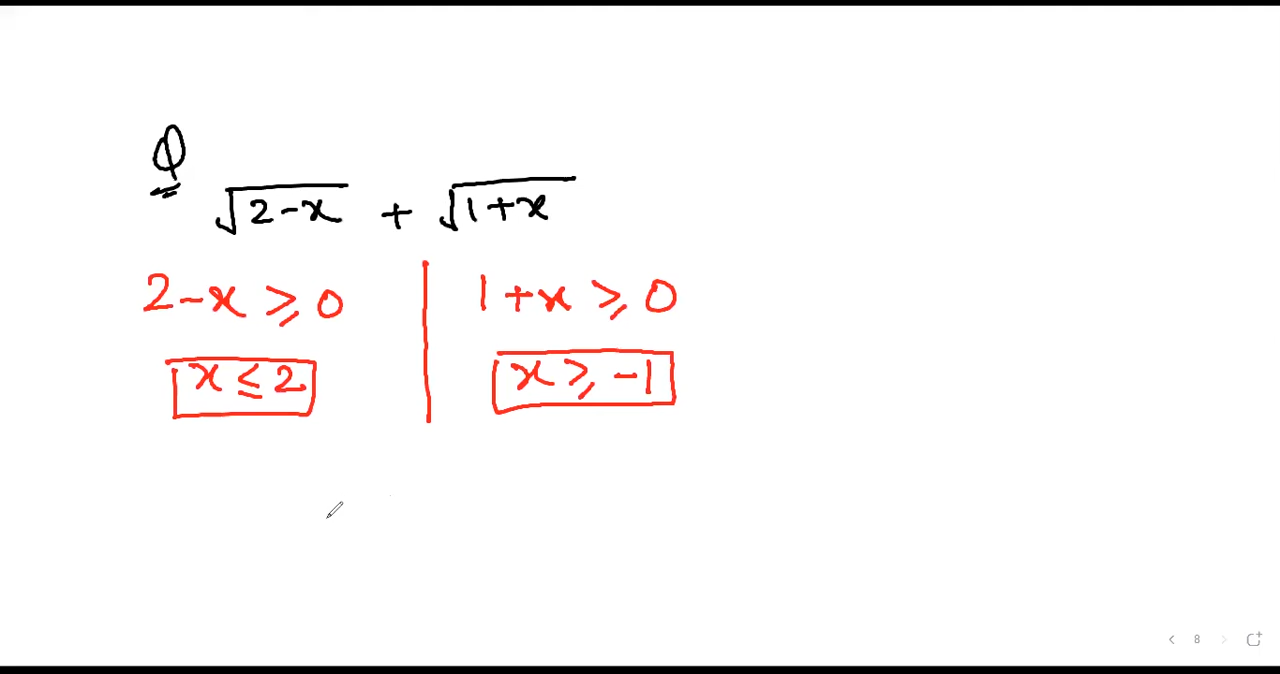 Q
√2-x + √1+x
2-x ≥ 0 | 1+x ≥ 0
x ≤ 2 | x ≥ -1
< 8 >